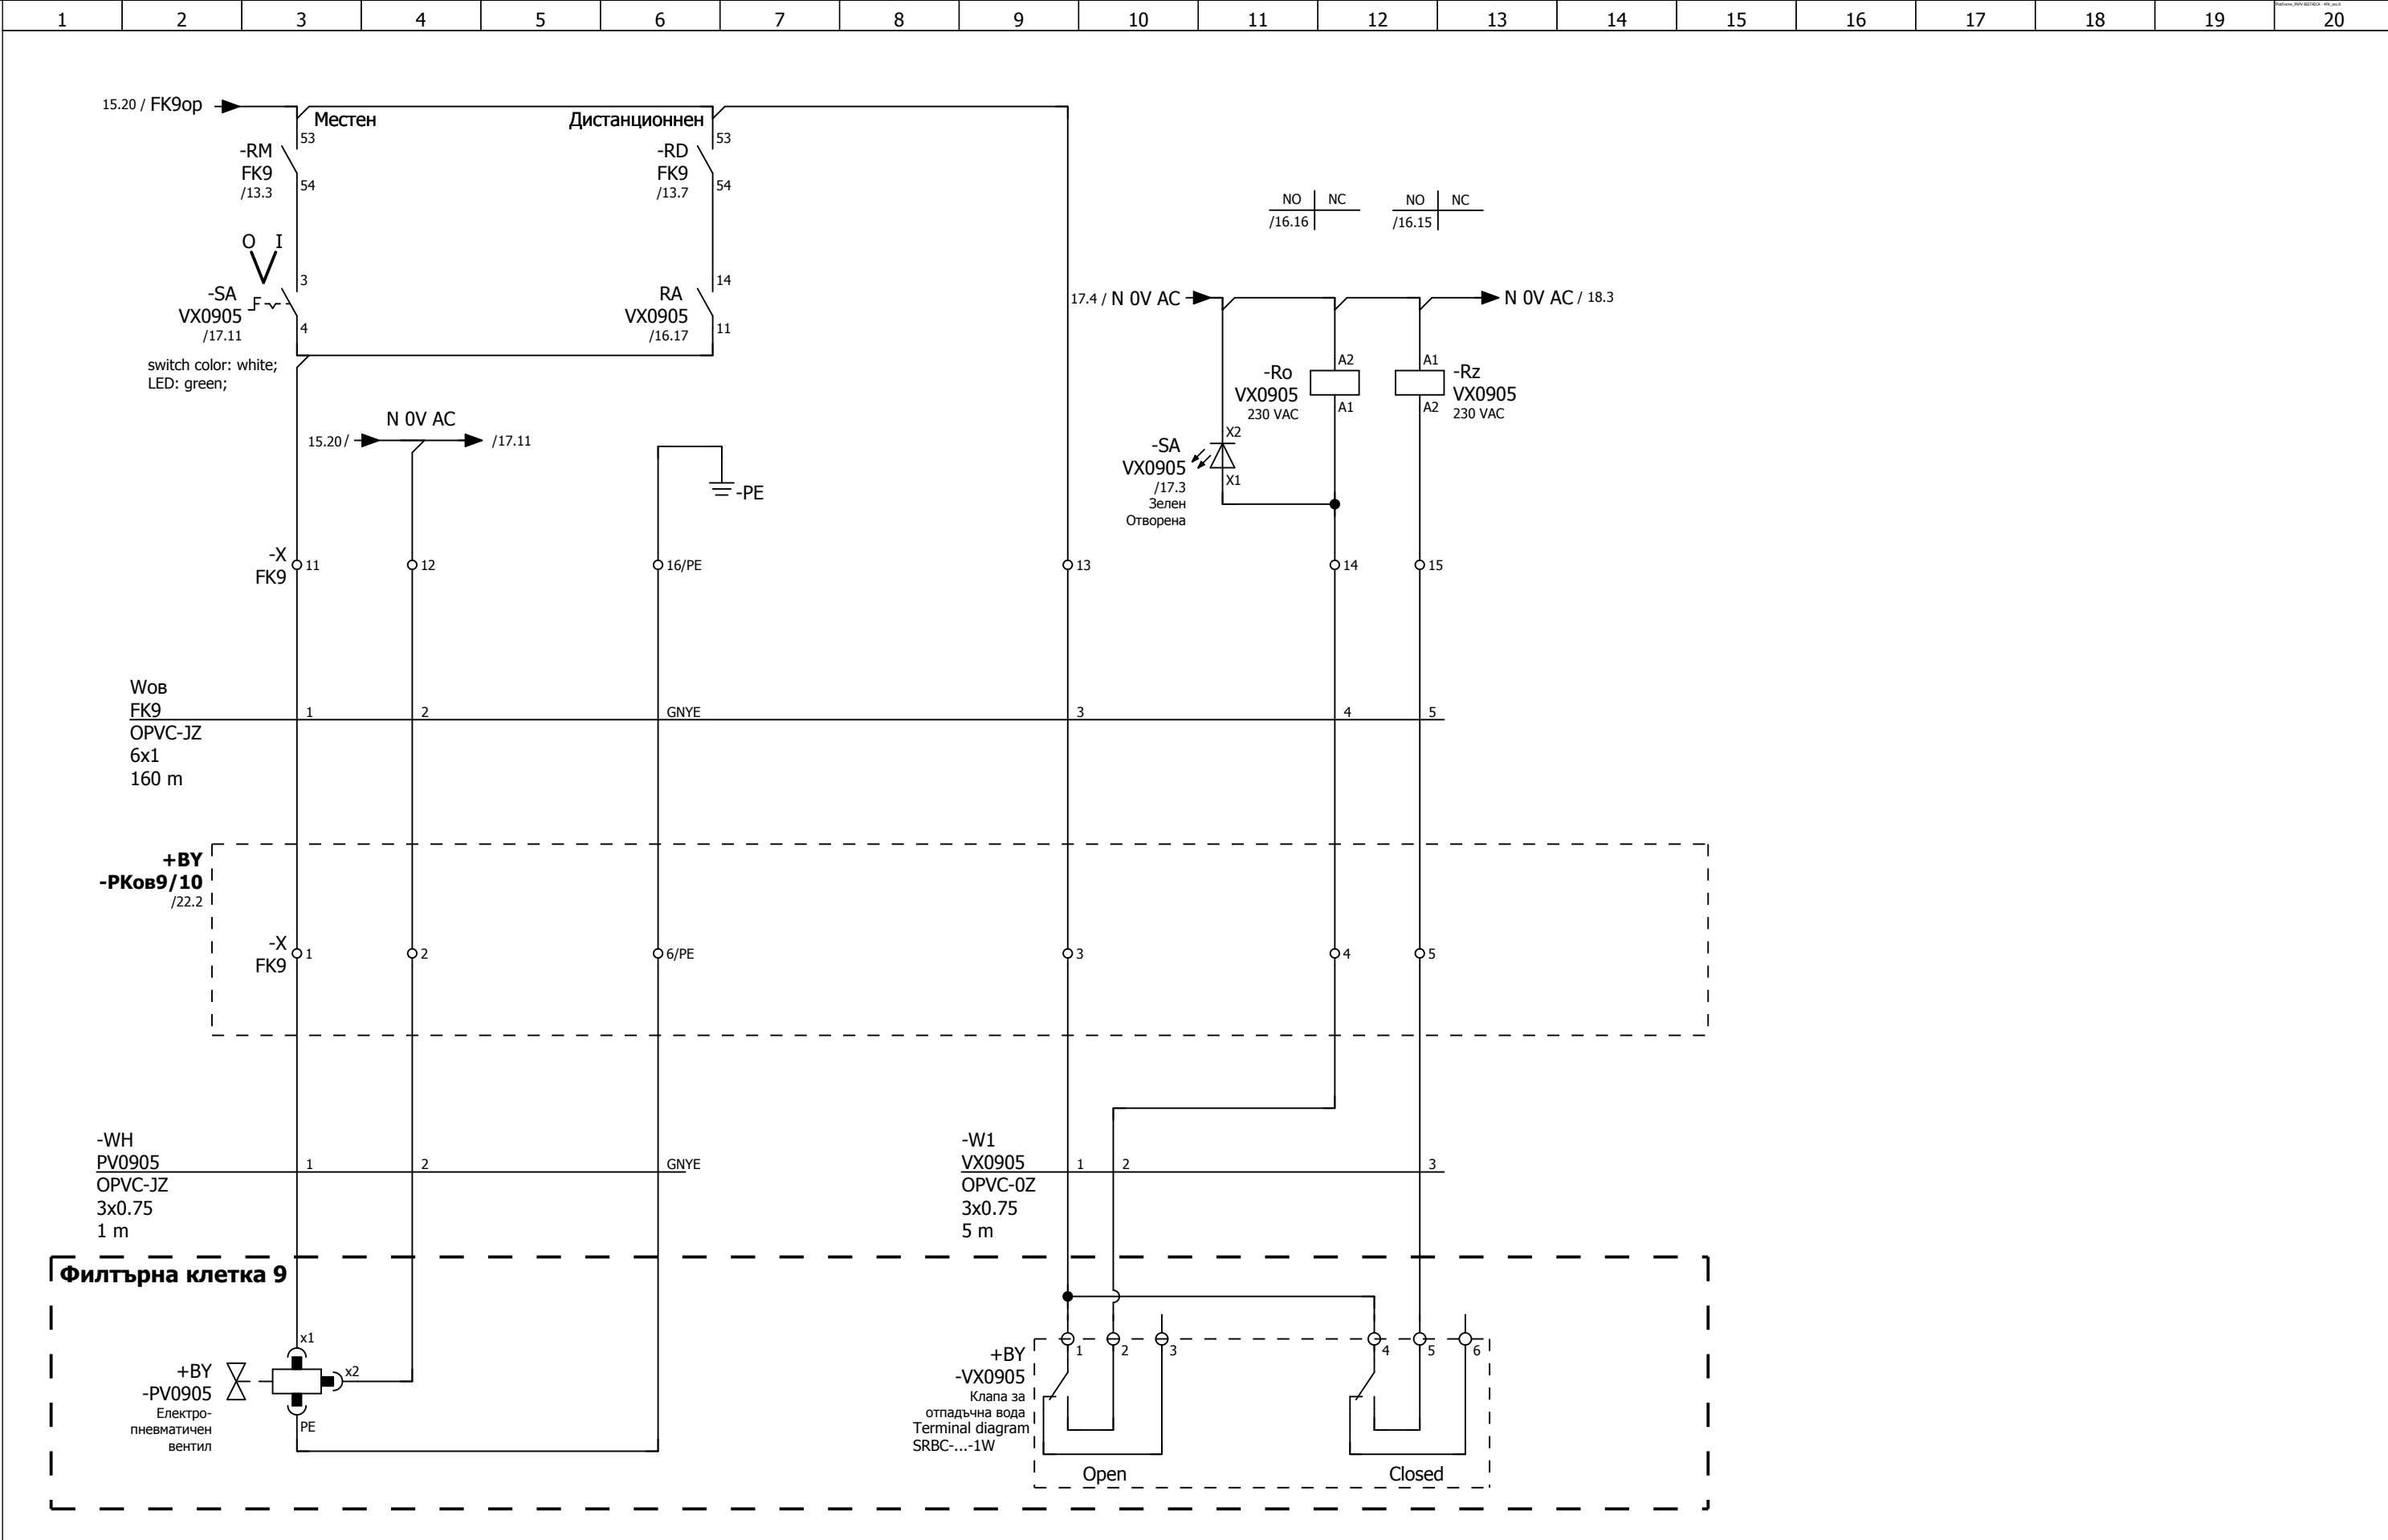 1 2 3 4 5 6 7 8 9 10 11 12 13 14 15 16 17 18 19 20
15.20 / FK9op
Местен
Дистанционнен
53
-RM
FK9
/13.3
54
53
-RD
FK9
/13.7
54
NO NC
/16.16
NO NC
/16.15
O I
3
-SA
VX0905
/17.11
4
switch color: white;
LED: green;
14
RA
VX0905
/16.17
11
17.4 / N 0V AC
N 0V AC / 18.3
A2
-Ro
VX0905
230 VAC
A1
A1
-Rz
VX0905
230 VAC
A2
N 0V AC
15.20 /
/17.11
-PE
X2
-SA
VX0905
/17.3
Зелен
Отворена
X1
-X
FK9
11 12 16/PE 13 14 15
Wов
FK9
OPVC-JZ
6x1
160 m
1 2 GNYE 3 4 5
+BY
-РКов9/10
/22.2
-X
FK9
1 2 6/PE 3 4 5
-WH
PV0905
OPVC-JZ
3x0.75
1 m
1 2 GNYE
-W1
VX0905
OPVC-0Z
3x0.75
5 m
1 2 3
Филтърна клетка 9
x1
x2
PE
+BY
-PV0905
Електро-
пневматичен
вентил
+BY
-VX0905
Клапа за
отпадъчна вода
Terminal diagram
SRBC-...-1W
1 2 3 4 5 6
Open
Closed